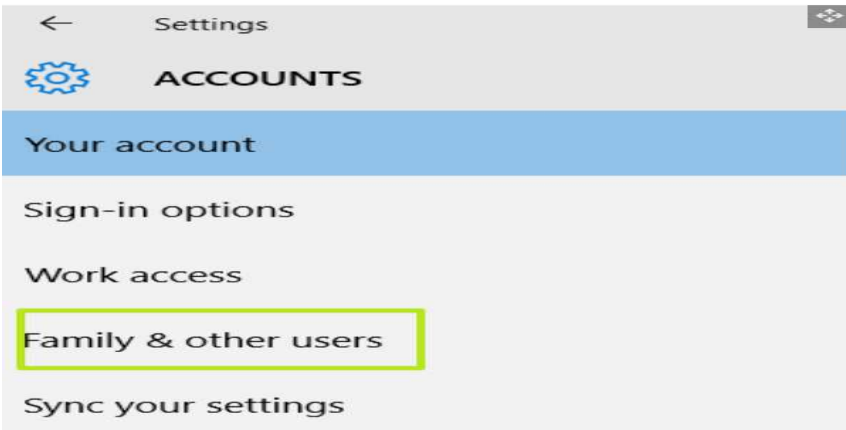 Settings
ACCOUNTS
Your account
Sign-in options
Work access
Family & other users
Sync your settings